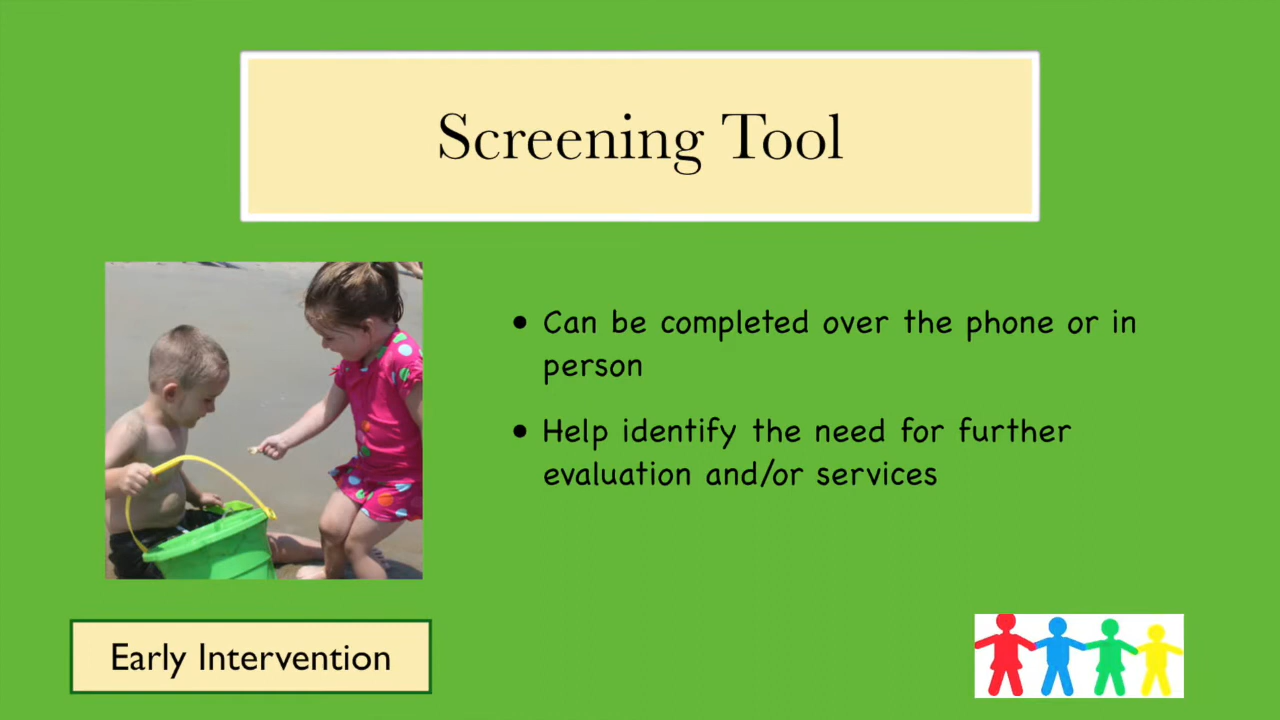 Screening Tool
• Can be completed over the phone or in
person
• Help identify the need for further
evaluation and/or services
Early Intervention